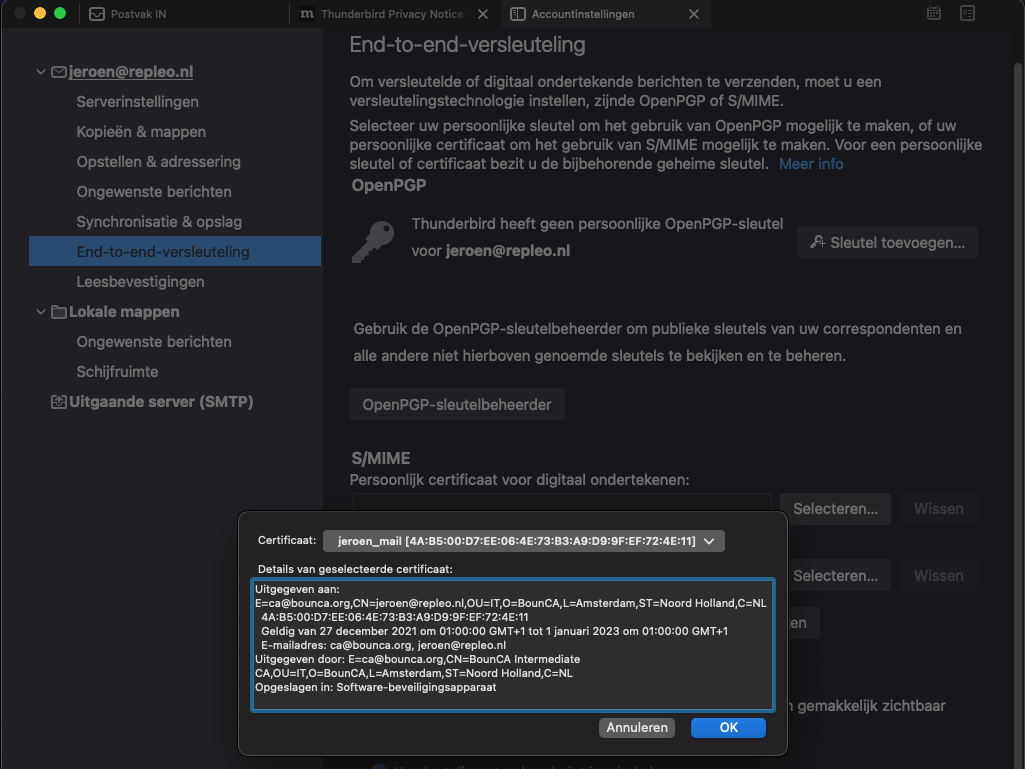 Postvak IN
m Thunderbird Privacy Notice
Accountinstellingen
jeroen@repleo.nl
Serverinstellingen
Kopieën & mappen
Opstellen & adressering
Ongewenste berichten
Synchronisatie & opslag
End-to-end-versleuteling
Leesbevestigingen
Lokale mappen
Ongewenste berichten
Schijfruimte
Uitgaande server (SMTP)
End-to-end-versleuteling
Om versleutelde of digitaal ondertekende berichten te verzenden, moet u een
versleutelingstechnologie instellen, zijnde OpenPGP of S/MIME.
Selecteer uw persoonlijke sleutel om het gebruik van OpenPGP mogelijk te maken, of uw
persoonlijke certificaat om het gebruik van S/MIME mogelijk te maken. Voor een persoonlijke
sleutel of certificaat bezit u de bijbehorende geheime sleutel. Meer info
OpenPGP
Thunderbird heeft geen persoonlijke OpenPGP-sleutel
voor jeroen@repleo.nl
Sleutel toevoegen...
Gebruik de OpenPGP-sleutelbeheerder om publieke sleutels van uw correspondenten en
alle andere niet hierboven genoemde sleutels te bekijken en te beheren.
OpenPGP-sleutelbeheerder
S/MIME
Persoonlijk certificaat voor digitaal ondertekenen:
Selecteren...
Wissen
Selecteren...
Wissen
ten
gemakkelijk zichtbaar
Certificaat:
jeroen_mail [4A:B5:00:D7:EE:06:4E:73:B3:A9:D9:9F:EF:72:4E:11]
Details van geselecteerde certificaat:
Uitgegeven aan:
E=ca@bounca.org,CN=jeroen@repleo.nl,OU=IT,O=BounCA,L=Amsterdam,ST=Noord Holland,C=NL
4A:B5:00:D7:EE:06:4E:73:B3:A9:D9:9F:EF:72:4E:11
Geldig van 27 december 2021 om 01:00:00 GMT+1 tot 1 januari 2023 om 01:00:00 GMT+1
E-mailadres: ca@bounca.org, jeroen@repleo.nl
Uitgegeven door: E=ca@bounca.org,CN=BounCA Intermediate
CA,OU=IT,O=BounCA,L=Amsterdam,ST=Noord Holland,C=NL
Opgeslagen in: Software-beveiligingsapparaat
Annuleren
OK